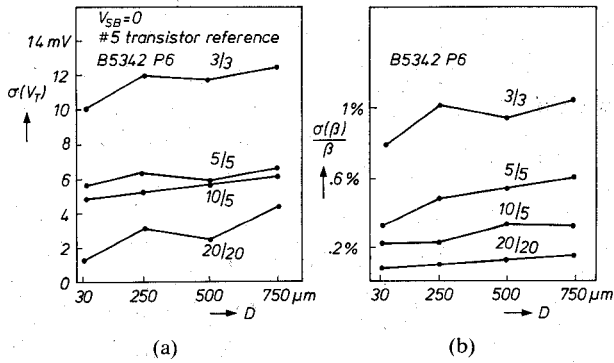 V_SB=0
#5 transistor reference
B5342 P6
14 mV
12
10
8
6
4
2
0
σ(V_T)
3/3
5/5
10/5
20/20
30 250 500 750 μm
D
(a)
B5342 P6
1%
.6%
.2%
σ(β)
β
3/3
5/5
10/5
20/20
30 250 500 750 μm
D
(b)